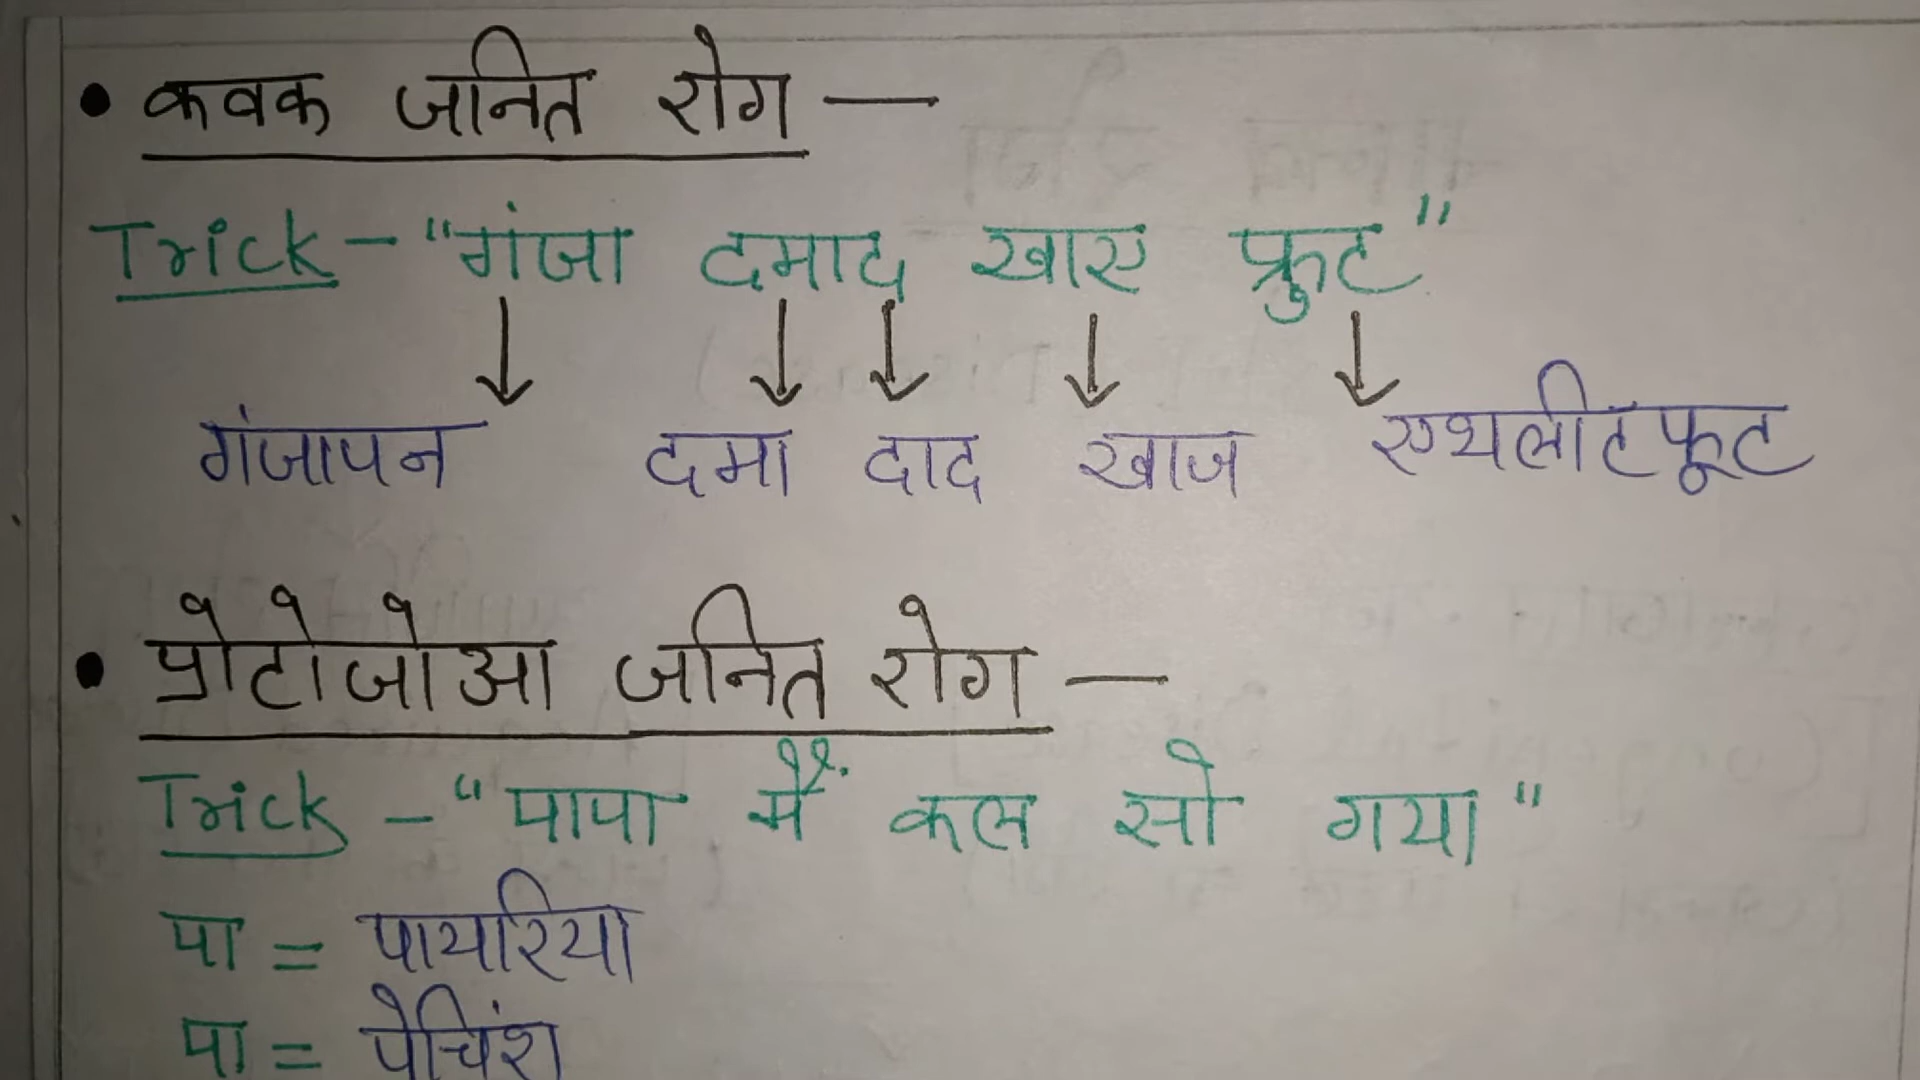 • कवक जनित रोग —
Trick - "गंजा दमाद खाए फ्रुट"
गंजापन दमा दाद खाज एथलीटफूट
• प्रोटोजोआ जनित रोग —
Trick - "पापा मैं कल सो गया"
पा = पायरिया
पा = पेचिंश